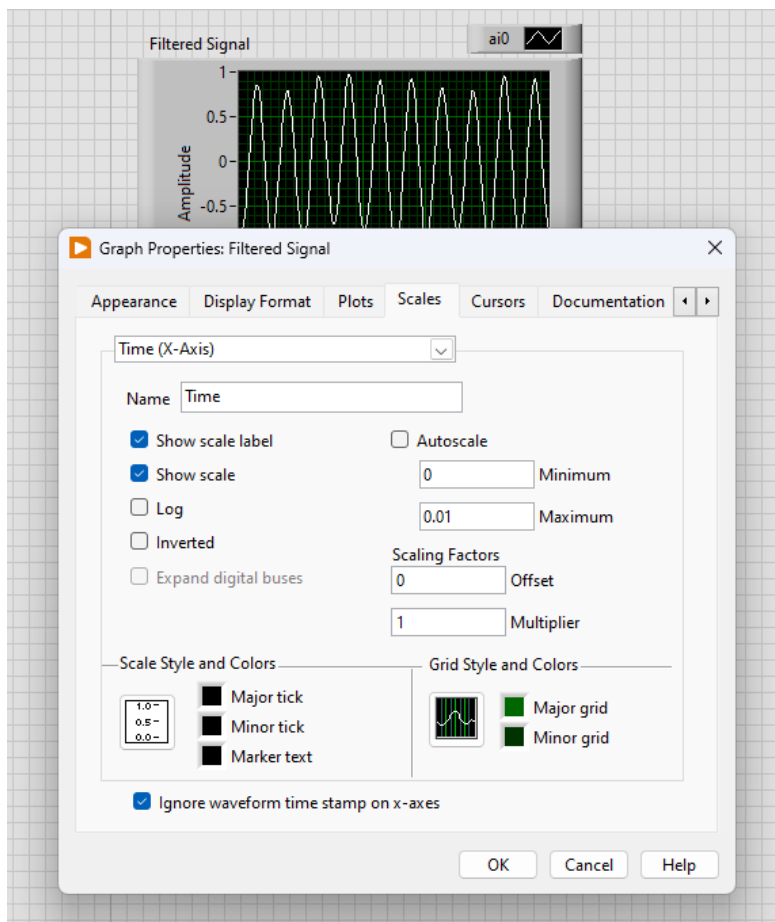 Filtered Signal
ai0
1
0.5
0
-0.5
Amplitude
Graph Properties: Filtered Signal
Appearance Display Format Plots Scales Cursors Documentation
Time (X-Axis)
Name Time
Show scale label Autoscale
Show scale 0 Minimum
Log 0.01 Maximum
Inverted Scaling Factors
Expand digital buses 0 Offset
1 Multiplier
Scale Style and Colors Grid Style and Colors
1.0
0.5
0.0
Major tick Major grid
Minor tick Minor grid
Marker text
Ignore waveform time stamp on x-axes
OK Cancel Help